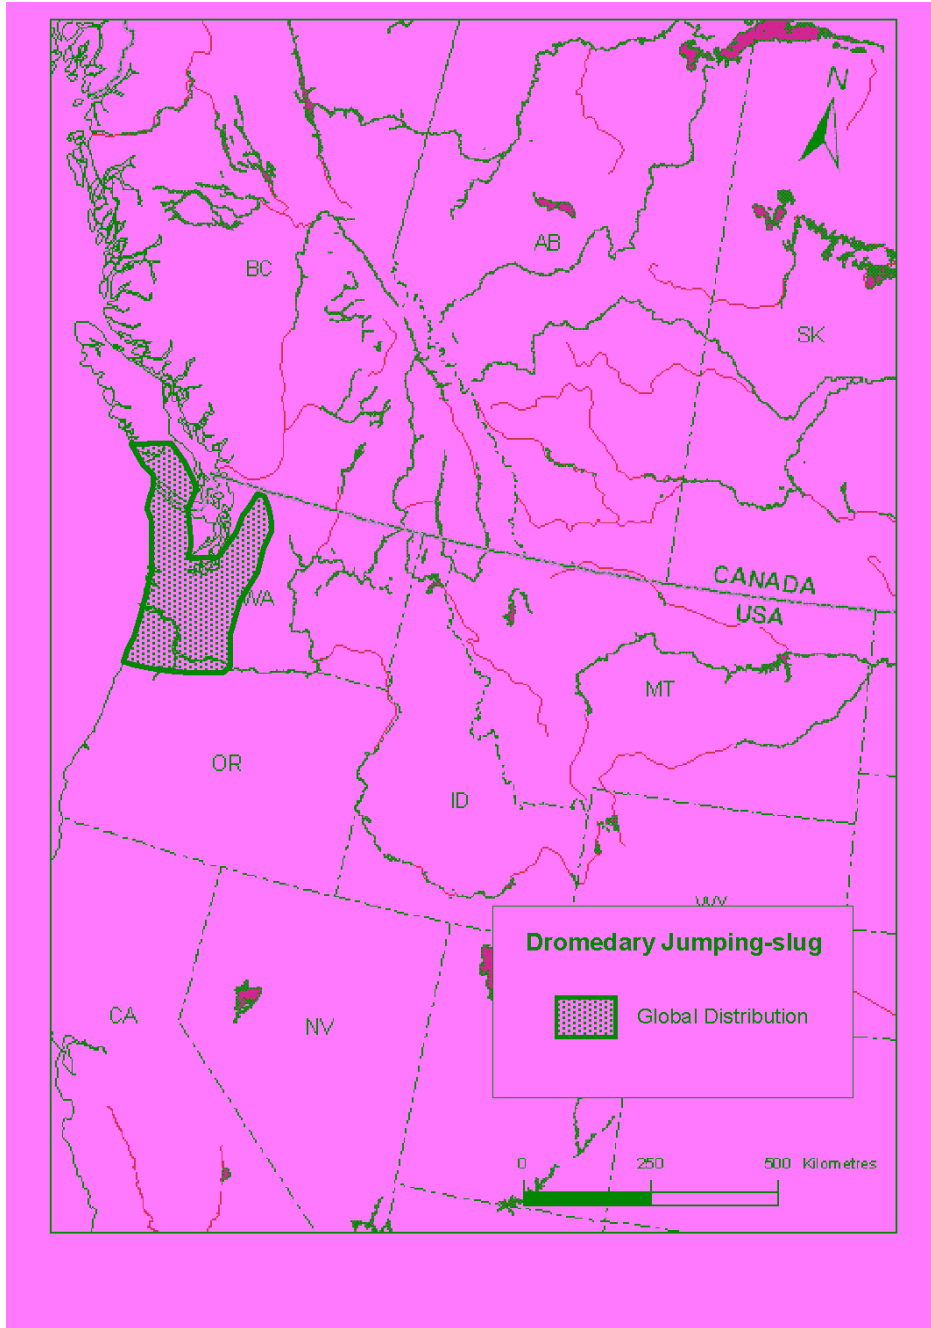 N
AB
BC
SK
CANADA
USA
WA
MT
OR
ID
Dromedary Jumping-slug
Global Distribution
CA
NV
0 250 500 Kilometres